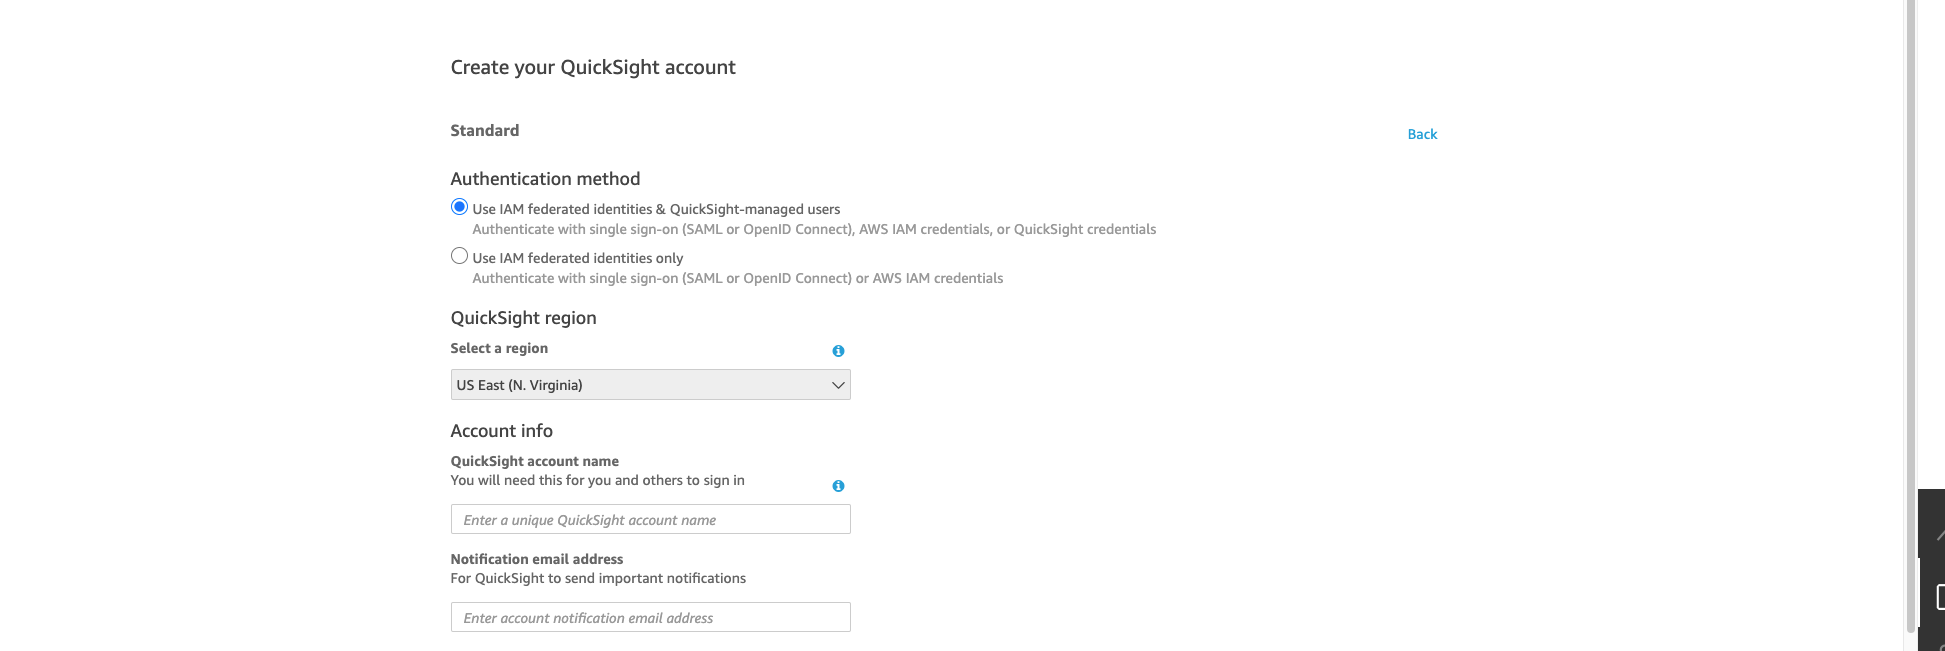 Create your QuickSight account
Standard
Back
Authentication method
Use IAM federated identities & QuickSight-managed users
Authenticate with single sign-on (SAML or OpenID Connect), AWS IAM credentials, or QuickSight credentials
Use IAM federated identities only
Authenticate with single sign-on (SAML or OpenID Connect) or AWS IAM credentials
QuickSight region
Select a region
US East (N. Virginia)
Account info
QuickSight account name
You will need this for you and others to sign in
Enter a unique QuickSight account name
Notification email address
For QuickSight to send important notifications
Enter account notification email address